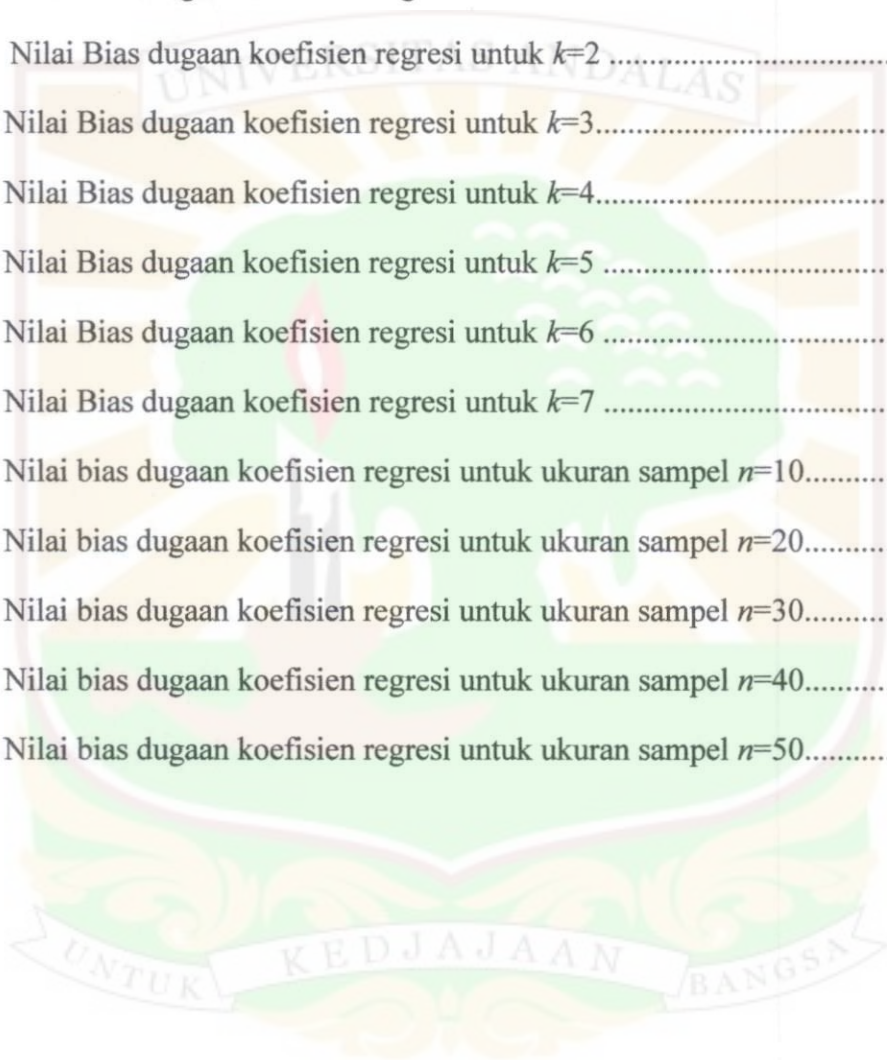 Nilai Bias dugaan koefisien regresi untuk k=2 ...................................
UNIVERSITAS ANDALAS
Nilai Bias dugaan koefisien regresi untuk k=3....................................
Nilai Bias dugaan koefisien regresi untuk k=4....................................
Nilai Bias dugaan koefisien regresi untuk k=5 ...................................
Nilai Bias dugaan koefisien regresi untuk k=6 ...................................
Nilai Bias dugaan koefisien regresi untuk k=7 ...................................
Nilai bias dugaan koefisien regresi untuk ukuran sampel n=10..........
Nilai bias dugaan koefisien regresi untuk ukuran sampel n=20..........
Nilai bias dugaan koefisien regresi untuk ukuran sampel n=30..........
Nilai bias dugaan koefisien regresi untuk ukuran sampel n=40..........
Nilai bias dugaan koefisien regresi untuk ukuran sampel n=50..........
UNTUK KEDJAJAAN BANGSA